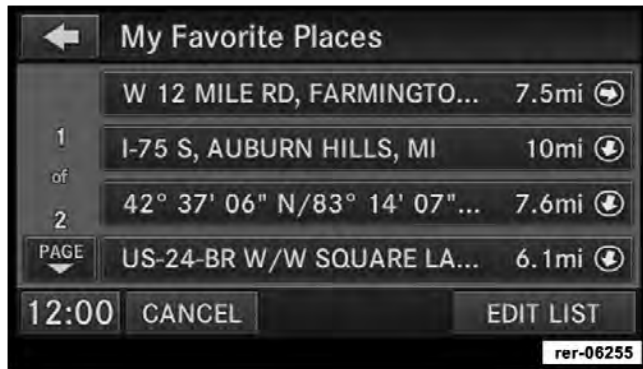 My Favorite Places
W 12 MILE RD, FARMINGTO... 7.5mi
1 of 2
I-75 S, AUBURN HILLS, MI 10mi
42° 37' 06" N/83° 14' 07"... 7.6mi
PAGE
US-24-BR W/W SQUARE LA... 6.1mi
12:00 CANCEL EDIT LIST
rer-06255